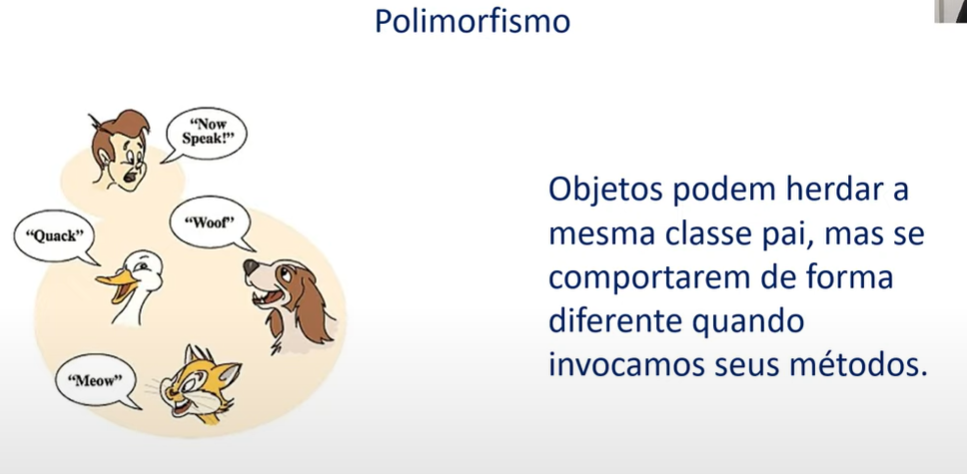 Polimorfismo
“Now
Speak!”
“Quack”
“Woof”
“Meow”
Objetos podem herdar a
mesma classe pai, mas se
comportarem de forma
diferente quando
invocamos seus métodos.